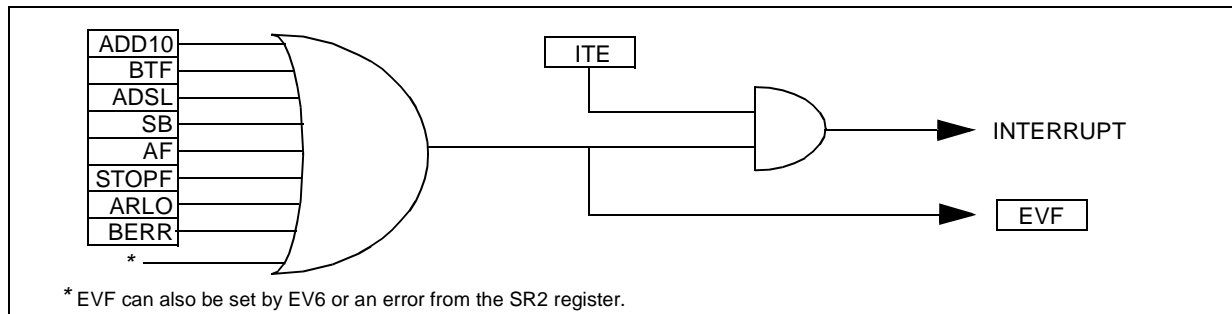 ADD10
BTF
ADSL
SB
AF
STOPF
ARLO
BERR
*
ITE
INTERRUPT
EVF
* EVF can also be set by EV6 or an error from the SR2 register.